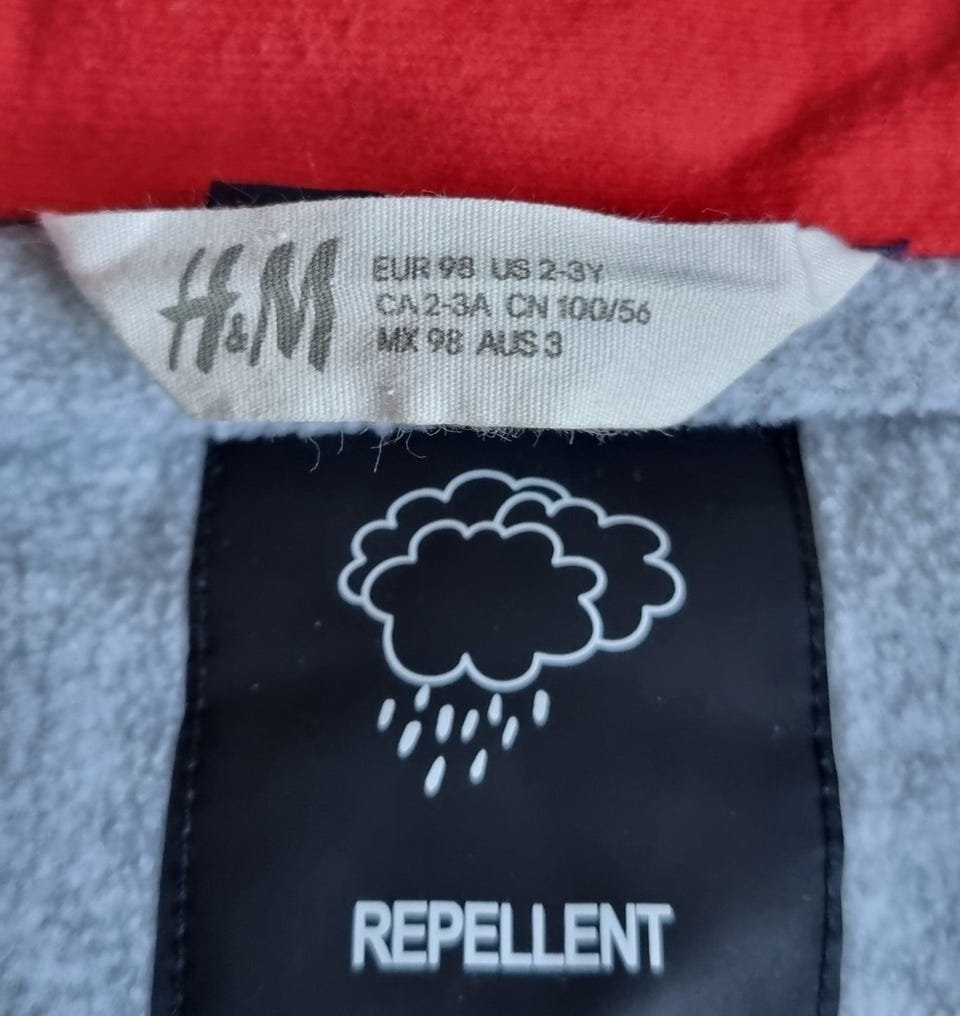 H&M
EUR 98 US 2-3Y
CA 2-3A CN 100/56
MX 98 AUS 3
REPELLENT